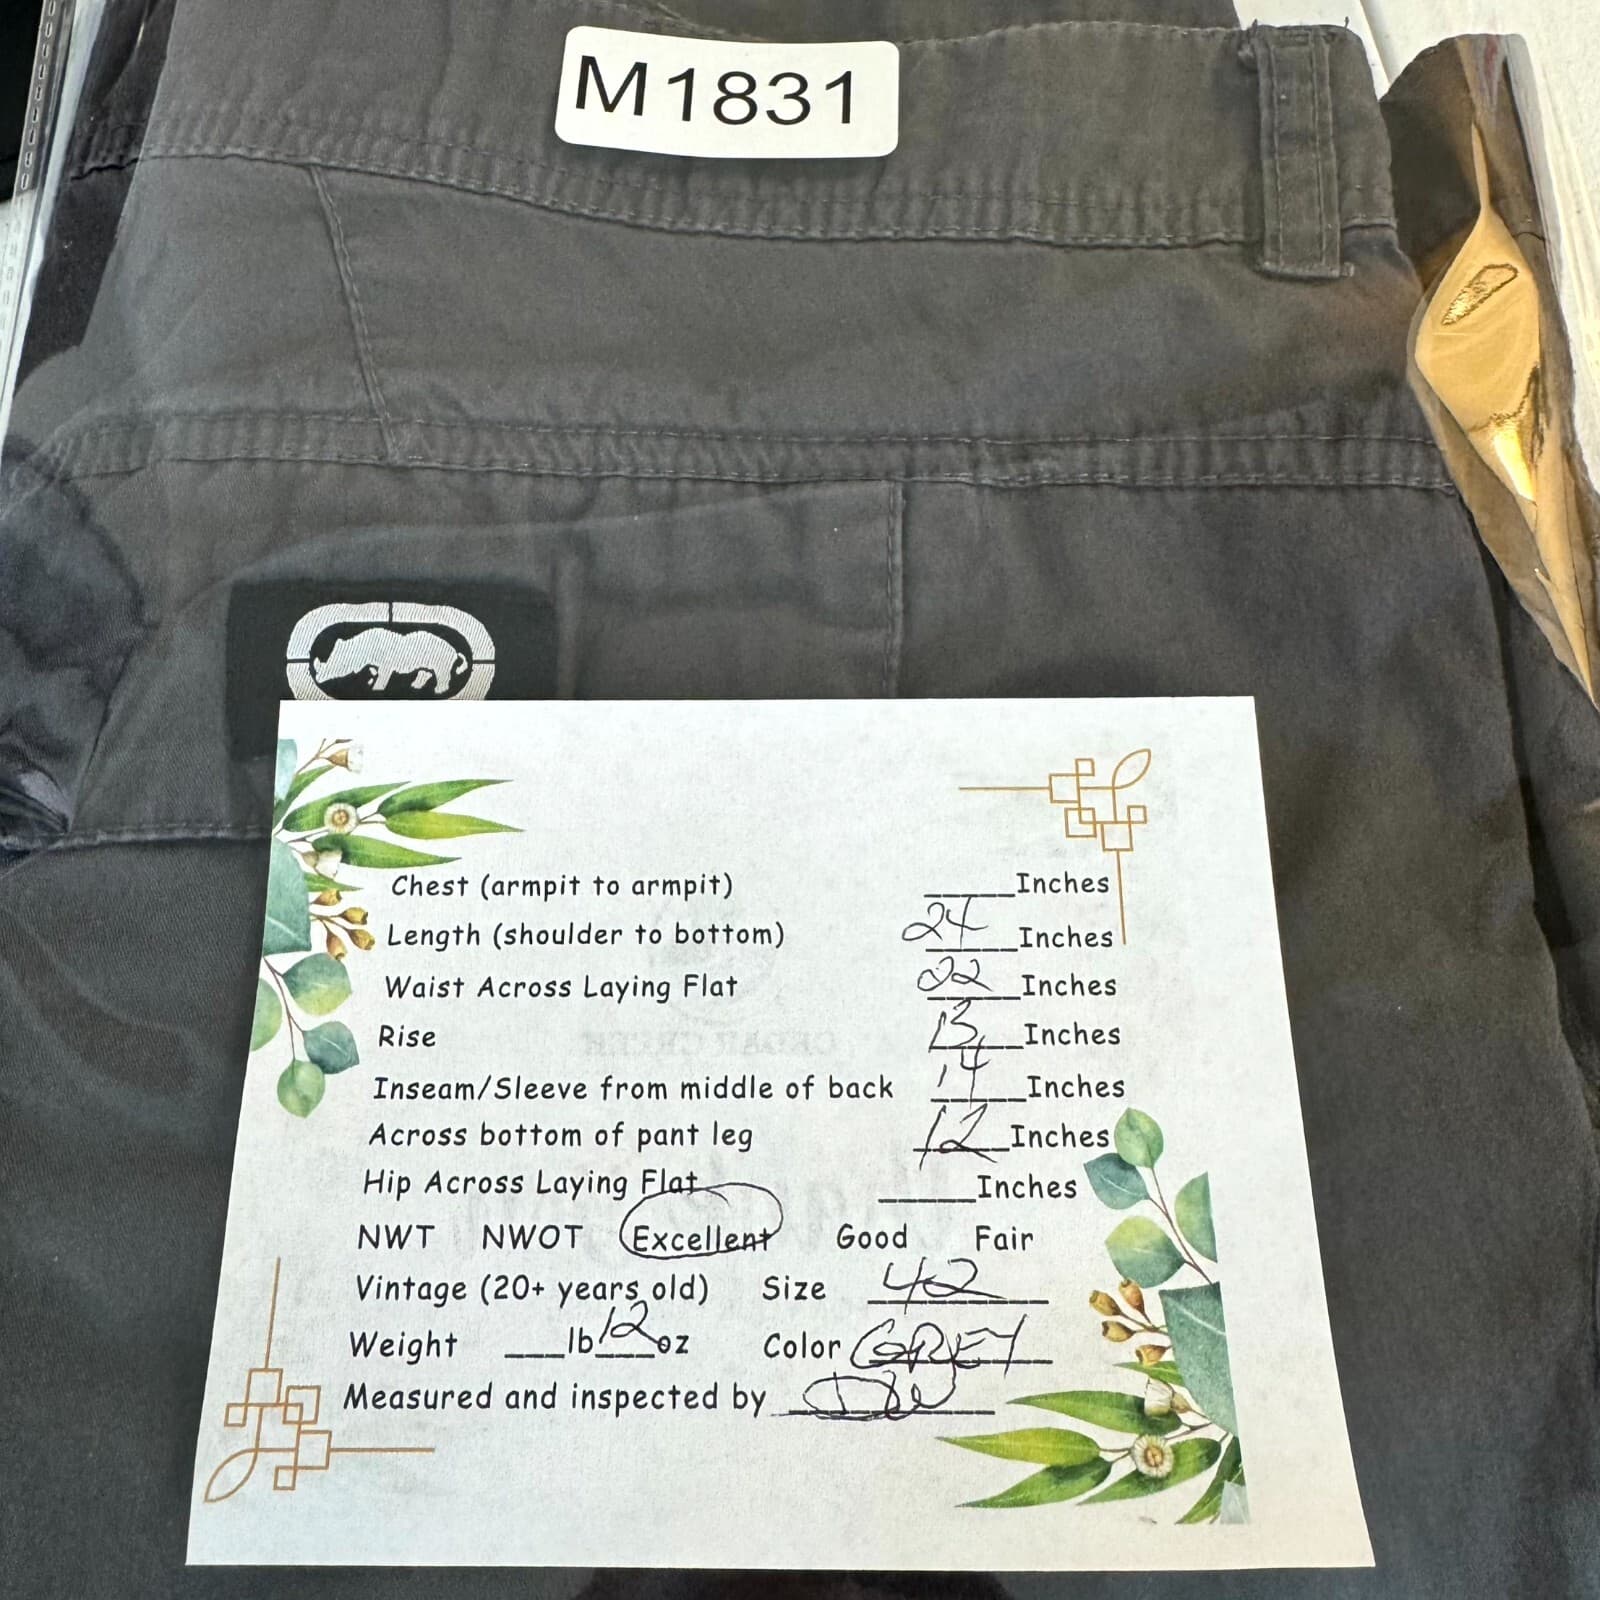 M1831
Chest (armpit to armpit) _____Inches
Length (shoulder to bottom) 24 Inches
Waist Across Laying Flat 22 Inches
Rise 13 Inches
Inseam/Sleeve from middle of back 14 Inches
Across bottom of pant leg 12 Inches
Hip Across Laying Flat _____Inches
NWT NWOT Excellent Good Fair
Vintage (20+ years old) Size 42
Weight ___lb 12 oz Color GREY
Measured and inspected by